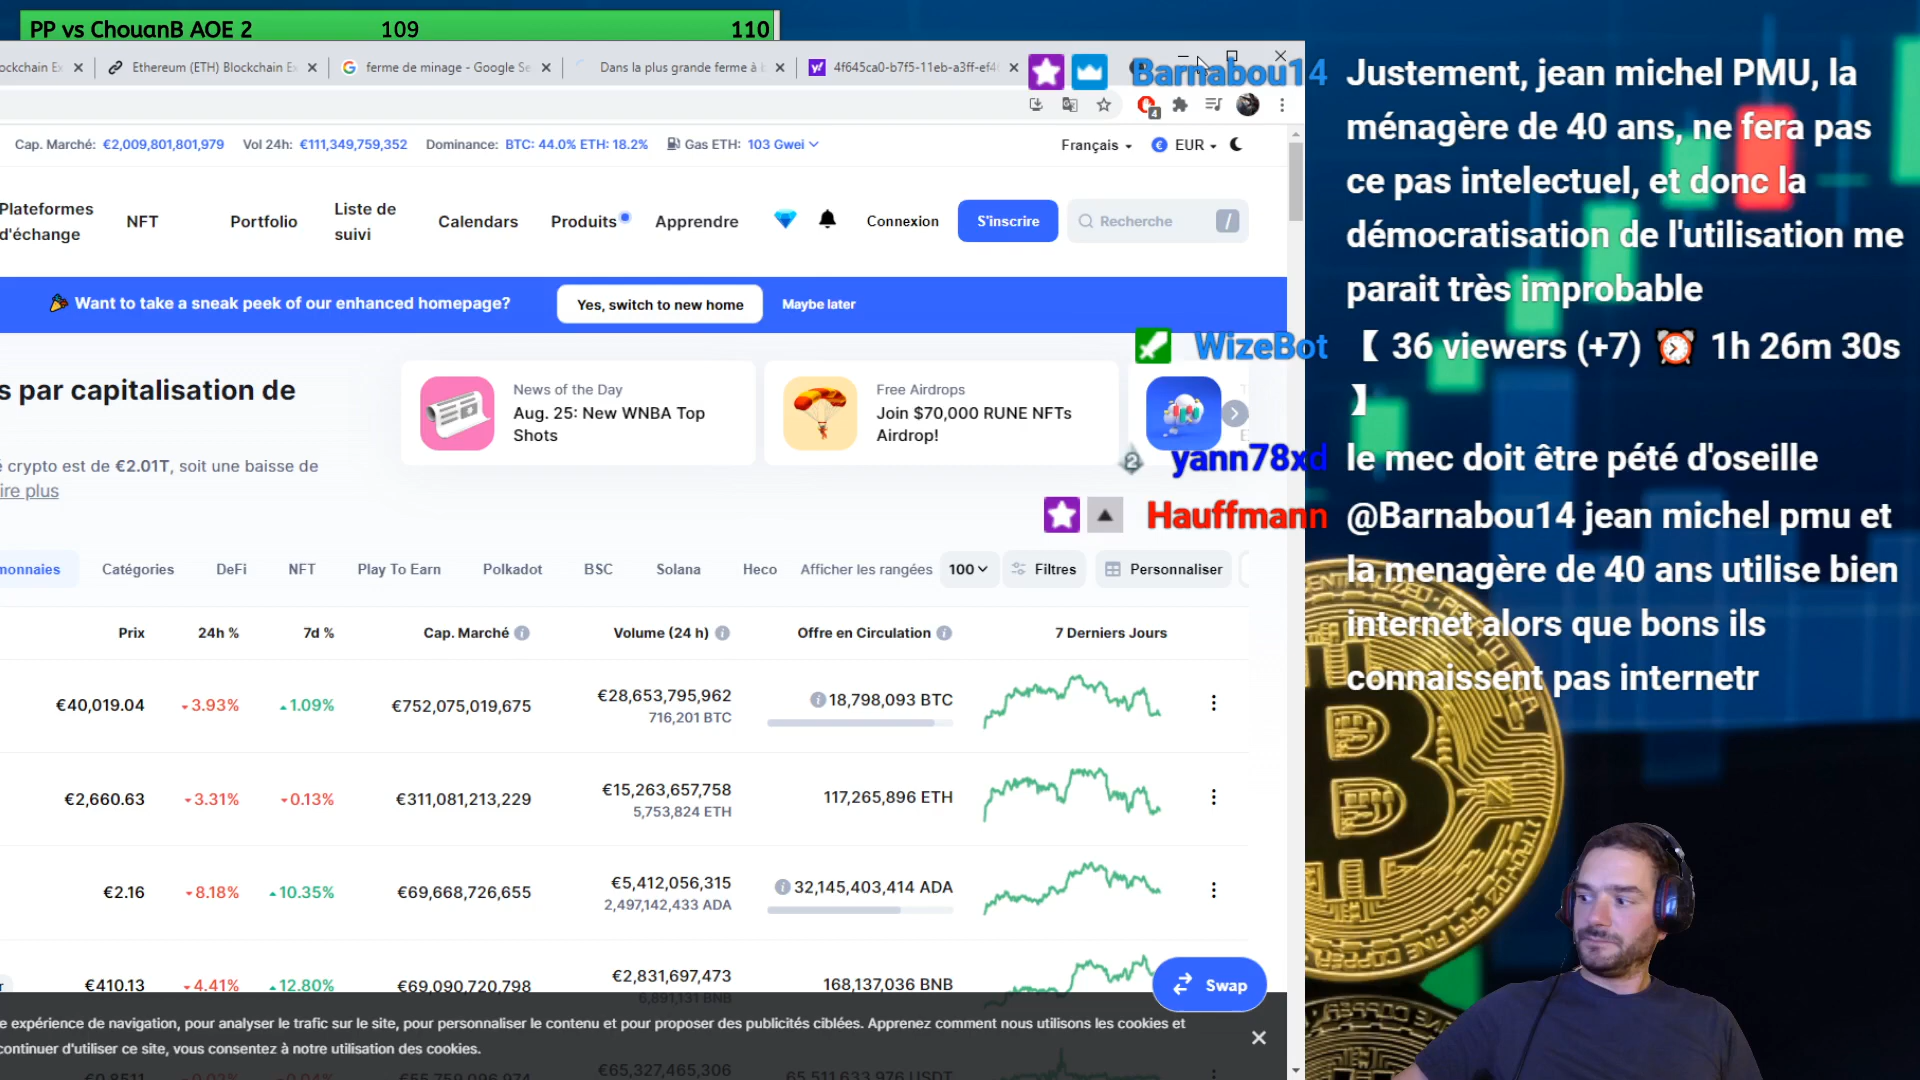 PP vs ChouanB AOE 2 109 110
ockchain Ex
Ethereum (ETH) Blockchain Ex
ferme de minage - Google Se
Dans la plus grande ferme à b
4f645ca0-b7f5-11eb-a3ff-ef4
4
Cap. Marché: €2,009,801,801,979 Vol 24h: €111,349,759,352 Dominance: BTC: 44.0% ETH: 18.2% Gas ETH: 103 Gwei
Français EUR
Plateformes
d'échange
NFT
Portfolio
Liste de
suivi
Calendars
Produits
Apprendre
Connexion
S'inscrire
Recherche /
Want to take a sneak peek of our enhanced homepage?
Yes, switch to new home
Maybe later
s par capitalisation de
é crypto est de €2.01T, soit une baisse de
ire plus
News of the Day
Aug. 25: New WNBA Top
Shots
Free Airdrops
Join $70,000 RUNE NFTs
Airdrop!
monnaies Catégories DeFi NFT Play To Earn Polkadot BSC Solana Heco Afficher les rangées 100 Filtres Personnaliser
Prix 24h % 7d % Cap. Marché Volume (24 h) Offre en Circulation 7 Derniers Jours
€40,019.04 3.93% 1.09% €752,075,019,675 €28,653,795,962 18,798,093 BTC
716,201 BTC
€2,660.63 3.31% 0.13% €311,081,213,229 €15,263,657,758 117,265,896 ETH
5,753,824 ETH
€2.16 8.18% 10.35% €69,668,726,655 €5,412,056,315 32,145,403,414 ADA
2,497,142,433 ADA
€410.13 4.41% 12.80% €69,090,720,798 €2,831,697,473 168,137,036 BNB
6,891,131 BNB
Swap
e expérience de navigation, pour analyser le trafic sur le site, pour personnaliser le contenu et pour proposer des publicités ciblées. Apprenez comment nous utilisons les cookies et
continuer d'utiliser ce site, vous consentez à notre utilisation des cookies.
€65,327,465,306
Barnabou14 Justement, jean michel PMU, la
ménagère de 40 ans, ne fera pas
ce pas intelectuel, et donc la
démocratisation de l'utilisation me
parait très improbable
WizeBot 【 36 viewers (+7) ⏰ 1h 26m 30s
】
2 yann78xd le mec doit être pété d'oseille
Hauffmann @Barnabou14 jean michel pmu et
la menagère de 40 ans utilise bien
internet alors que bons ils
connaissent pas internetr